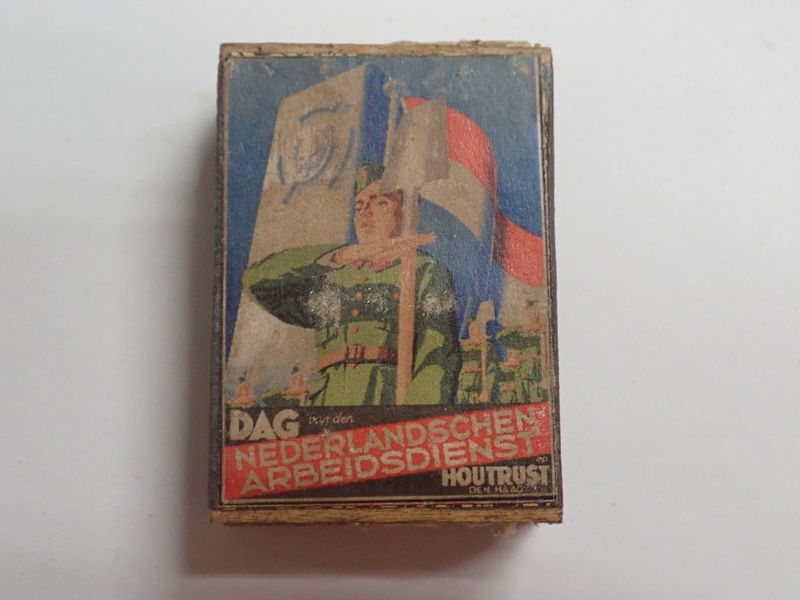 DAG van den
NEDERLANDSCHEN
ARBEIDSDIENST
op
HOUTRUST
DEN HAAG